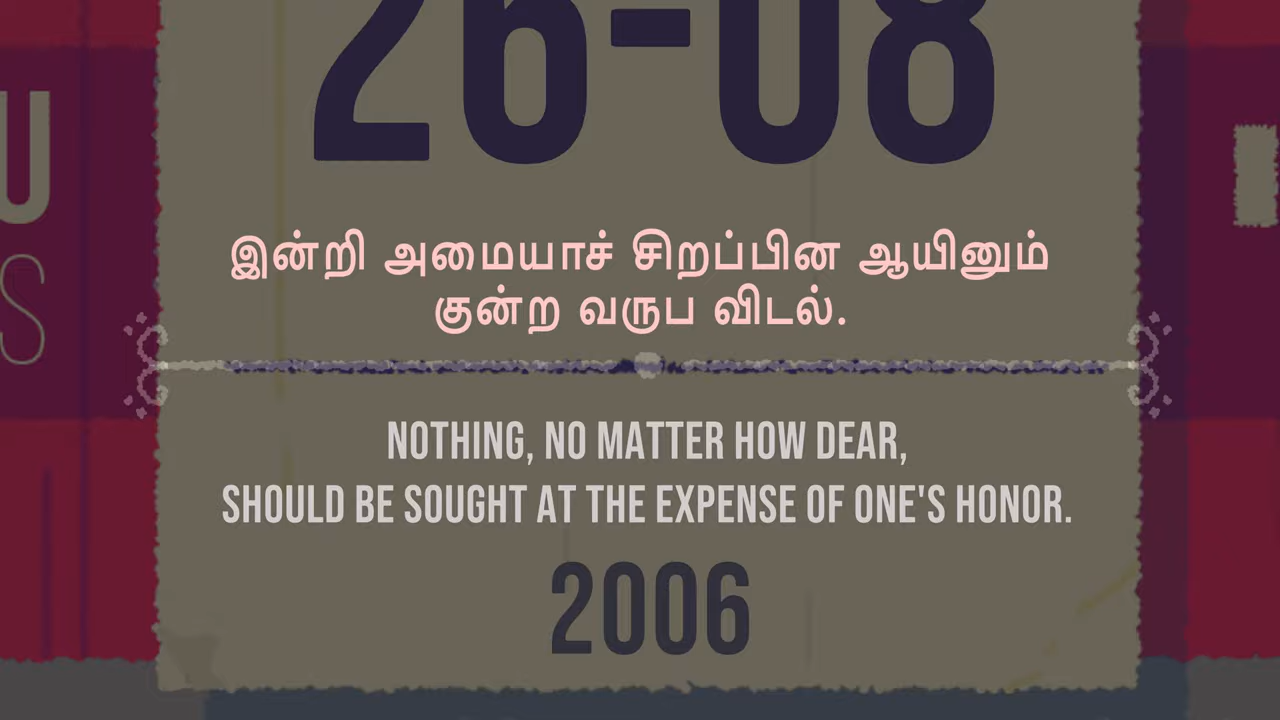 26-08
இன்றி அமையாச் சிறப்பின ஆயினும்
குன்ற வருப விடல்.
NOTHING, NO MATTER HOW DEAR,
SHOULD BE SOUGHT AT THE EXPENSE OF ONE'S HONOR.
2006
U
S